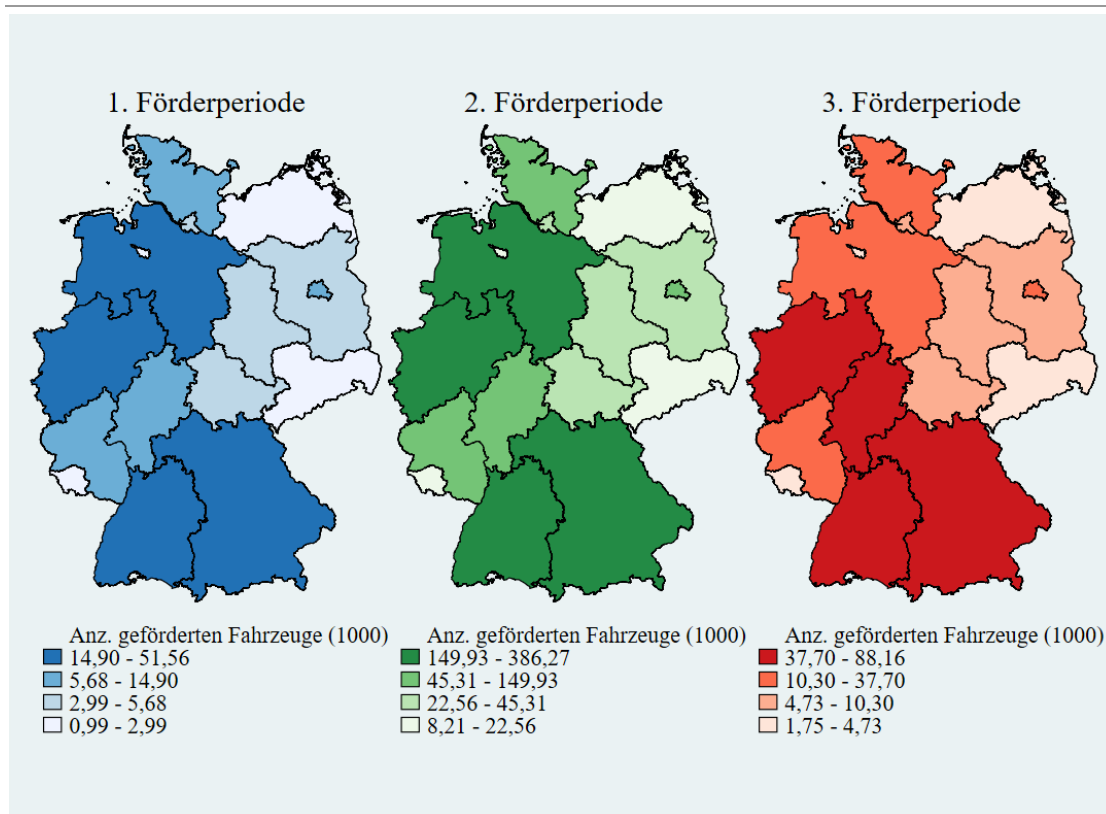 1. Förderperiode
2. Förderperiode
3. Förderperiode
Anz. geförderten Fahrzeuge (1000)
14,90 - 51,56
5,68 - 14,90
2,99 - 5,68
0,99 - 2,99
Anz. geförderten Fahrzeuge (1000)
149,93 - 386,27
45,31 - 149,93
22,56 - 45,31
8,21 - 22,56
Anz. geförderten Fahrzeuge (1000)
37,70 - 88,16
10,30 - 37,70
4,73 - 10,30
1,75 - 4,73